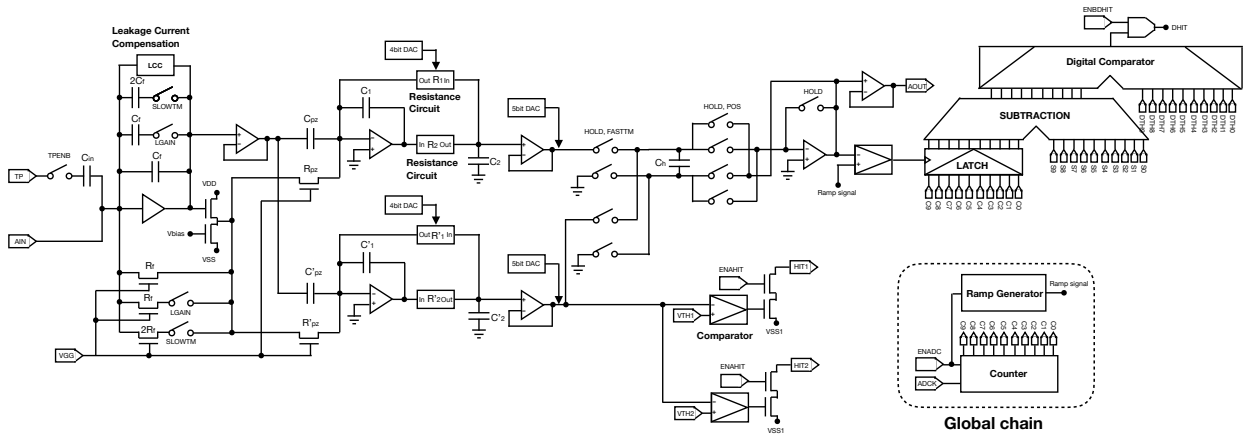 Leakage Current
Compensation
LCC
2Cf
SLOWTM
Cf
LGAIN
Cf
TPENB
Cin
TP
AIN
VDD
Vbias
VSS
Rf
Rf
LGAIN
2Rf
SLOWTM
VGG
Cpz
Rpz
C'pz
R'pz
4bit DAC
C1
Out R1 In
Resistance
Circuit
In R2 Out
Resistance
Circuit
C2
4bit DAC
C'1
Out R'1 In
In R'2 Out
C'2
5bit DAC
5bit DAC
HOLD, FASTTM
Ch
HOLD, POS
HOLD
AOUT
Ramp signal
ENAHIT
HIT1
VTH1
Comparator
VSS1
ENAHIT
HIT2
VTH2
VSS1
ENBDHIT
DHIT
Digital Comparator
DTH9
DTH8
DTH7
DTH6
DTH5
DTH4
DTH3
DTH2
DTH1
DTH0
SUBTRACTION
S9
S8
S7
S6
S5
S4
S3
S2
S1
S0
LATCH
C9
C8
C7
C6
C5
C4
C3
C2
C1
C0
Ramp Generator
Ramp signal
C9
C8
C7
C6
C5
C4
C3
C2
C1
C0
ENADC
ADCK
Counter
Global chain